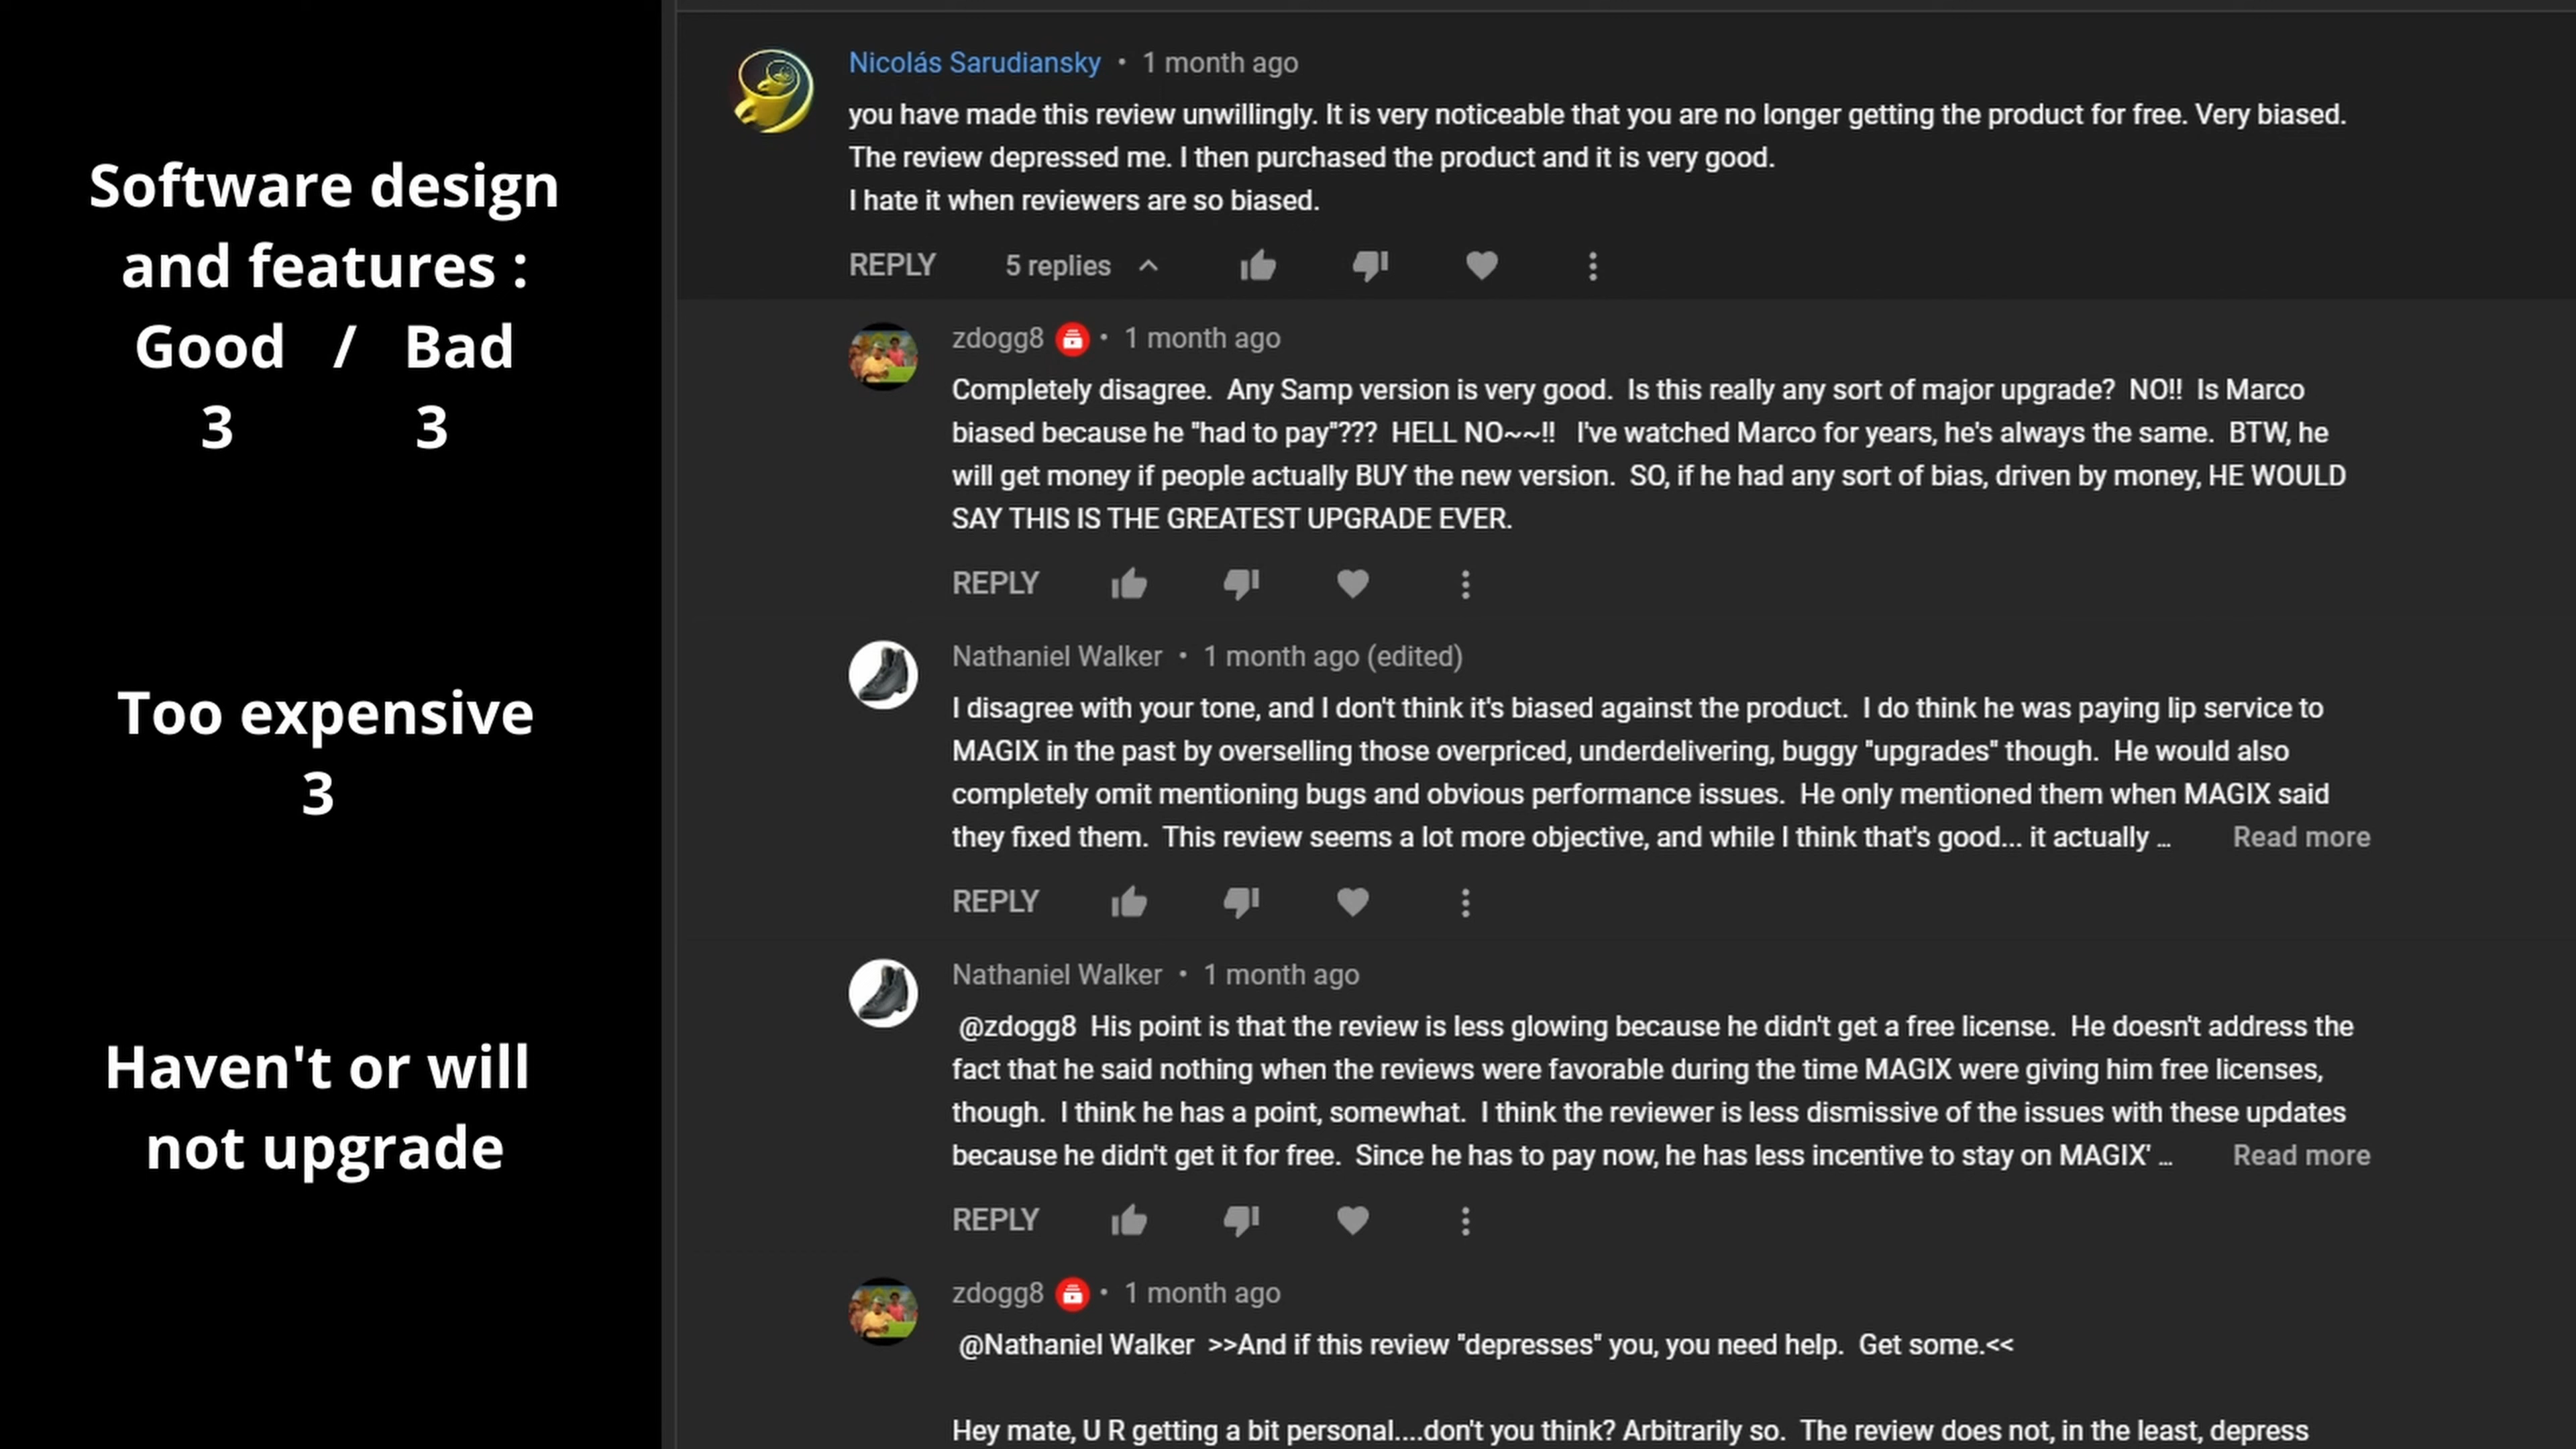 Software design
and features :
Good / Bad
3 3
Too expensive
3
Haven't or will
not upgrade
Nicolás Sarudiansky • 1 month ago
you have made this review unwillingly. It is very noticeable that you are no longer getting the product for free. Very biased.
The review depressed me. I then purchased the product and it is very good.
I hate it when reviewers are so biased.
REPLY 5 replies
zdogg8 • 1 month ago
Completely disagree. Any Samp version is very good. Is this really any sort of major upgrade? NO!! Is Marco
biased because he "had to pay"??? HELL NO~~!! I've watched Marco for years, he's always the same. BTW, he
will get money if people actually BUY the new version. SO, if he had any sort of bias, driven by money, HE WOULD
SAY THIS IS THE GREATEST UPGRADE EVER.
REPLY
Nathaniel Walker • 1 month ago (edited)
I disagree with your tone, and I don't think it's biased against the product. I do think he was paying lip service to
MAGIX in the past by overselling those overpriced, underdelivering, buggy "upgrades" though. He would also
completely omit mentioning bugs and obvious performance issues. He only mentioned them when MAGIX said
they fixed them. This review seems a lot more objective, and while I think that's good... it actually ... Read more
REPLY
Nathaniel Walker • 1 month ago
@zdogg8 His point is that the review is less glowing because he didn't get a free license. He doesn't address the
fact that he said nothing when the reviews were favorable during the time MAGIX were giving him free licenses,
though. I think he has a point, somewhat. I think the reviewer is less dismissive of the issues with these updates
because he didn't get it for free. Since he has to pay now, he has less incentive to stay on MAGIX' ... Read more
REPLY
zdogg8 • 1 month ago
@Nathaniel Walker >>And if this review "depresses" you, you need help. Get some.<<
Hey mate, U R getting a bit personal....don't you think? Arbitrarily so. The review does not, in the least, depress